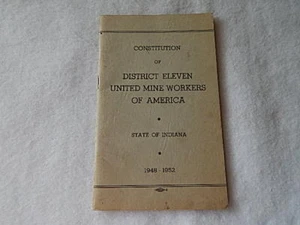 CONSTITUTION
OF
DISTRICT ELEVEN
UNITED MINE WORKERS
OF AMERICA
STATE OF INDIANA
1948 - 1952